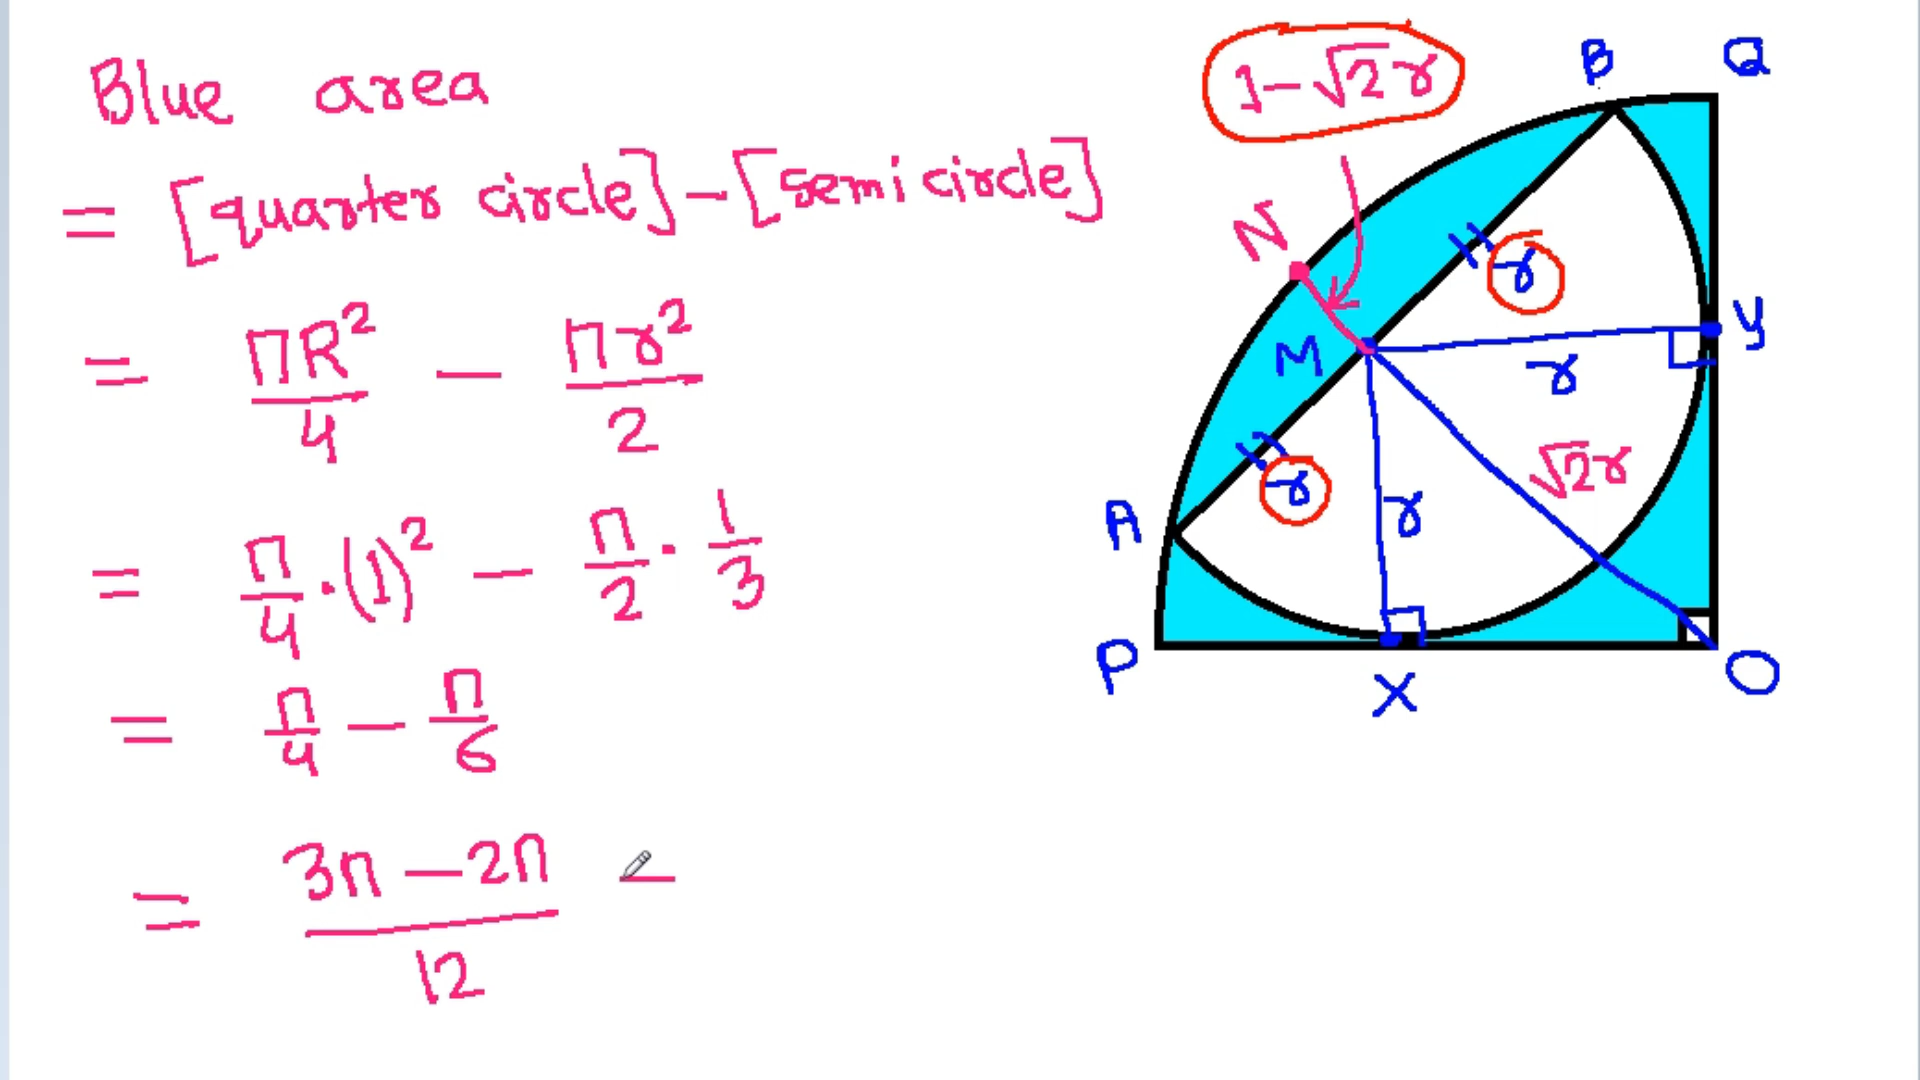 Blue area
= [quarter circle] - [semi circle]
= πR²/4 - πr²/2
= π/4 · (1)² - π/2 · 1/3
= π/4 - π/6
= (3π - 2π)/12 -
1-√2r
B
Q
N
r
M
y
r
√2r
r
A
r
P
X
O